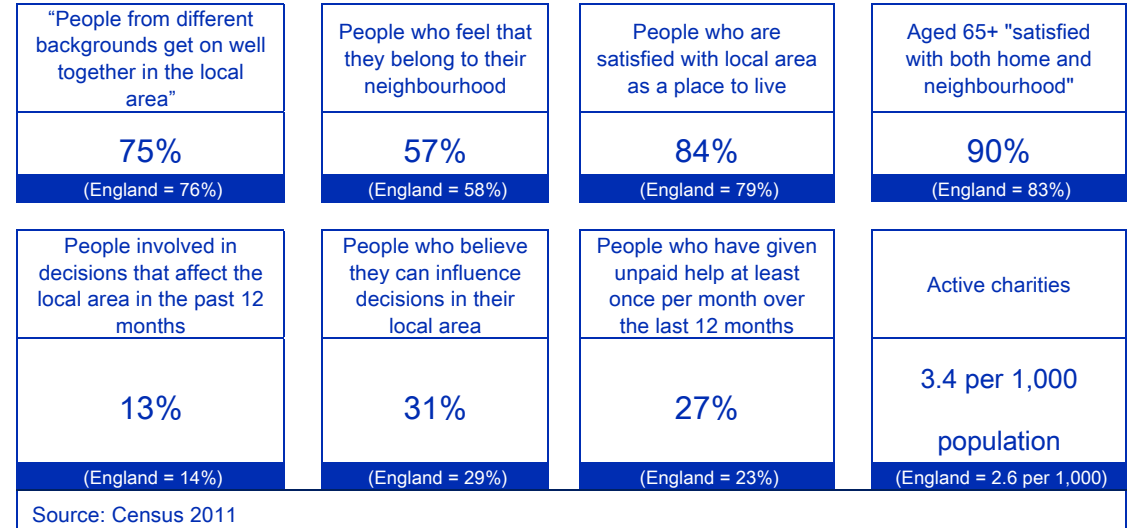 “People from different
backgrounds get on well
together in the local
area”
75%
(England = 76%)
People who feel that
they belong to their
neighbourhood
57%
(England = 58%)
People who are
satisfied with local area
as a place to live
84%
(England = 79%)
Aged 65+ "satisfied
with both home and
neighbourhood"
90%
(England = 83%)
People involved in
decisions that affect the
local area in the past 12
months
13%
(England = 14%)
People who believe
they can influence
decisions in their
local area
31%
(England = 29%)
People who have given
unpaid help at least
once per month over
the last 12 months
27%
(England = 23%)
Active charities
3.4 per 1,000
population
(England = 2.6 per 1,000)
Source: Census 2011